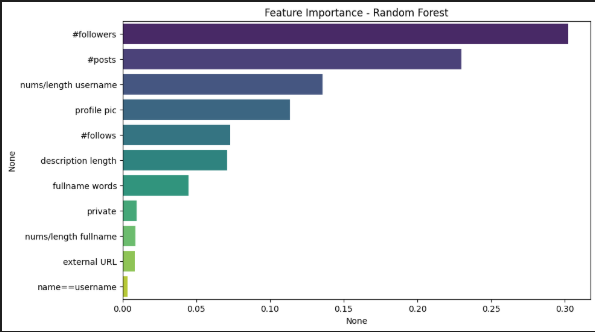 Feature Importance - Random Forest
#followers
#posts
nums/length username
profile pic
#follows
description length
fullname words
private
nums/length fullname
external URL
name==username
None
0.00 0.05 0.10 0.15 0.20 0.25 0.30
None